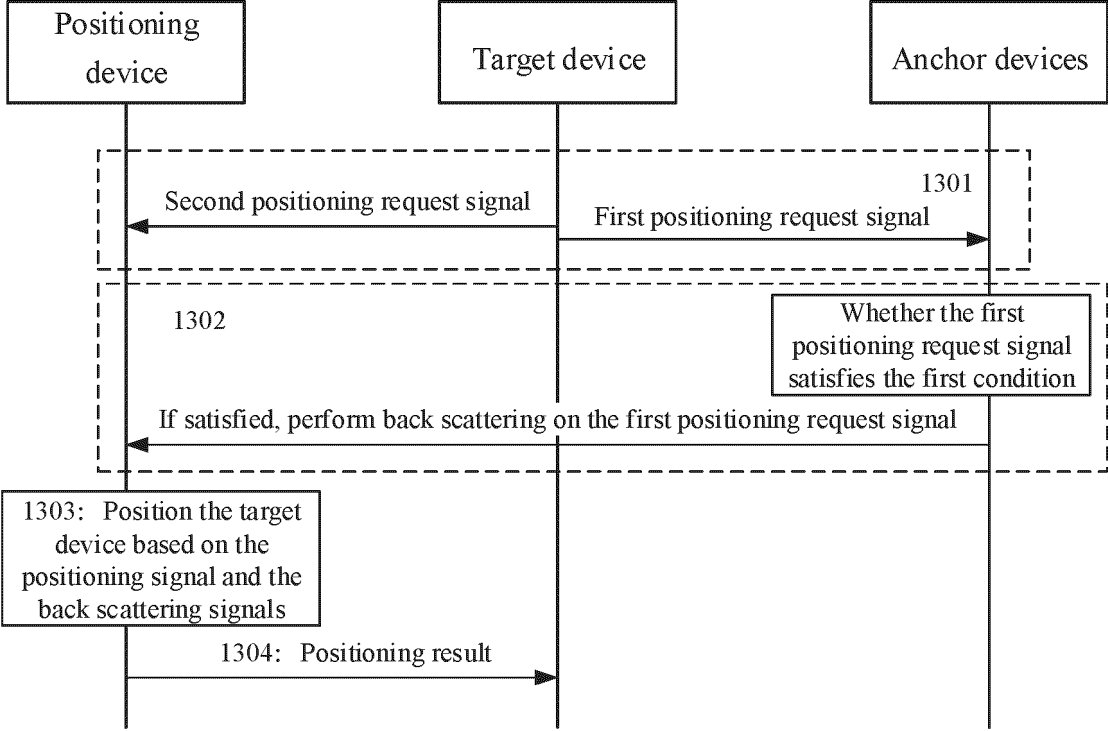 Positioning
device
Target device
Anchor devices
1301
Second positioning request signal
First positioning request signal
1302
Whether the first
positioning request signal
satisfies the first condition
If satisfied, perform back scattering on the first positioning request signal
1303: Position the target
device based on the
positioning signal and the
back scattering signals
1304: Positioning result